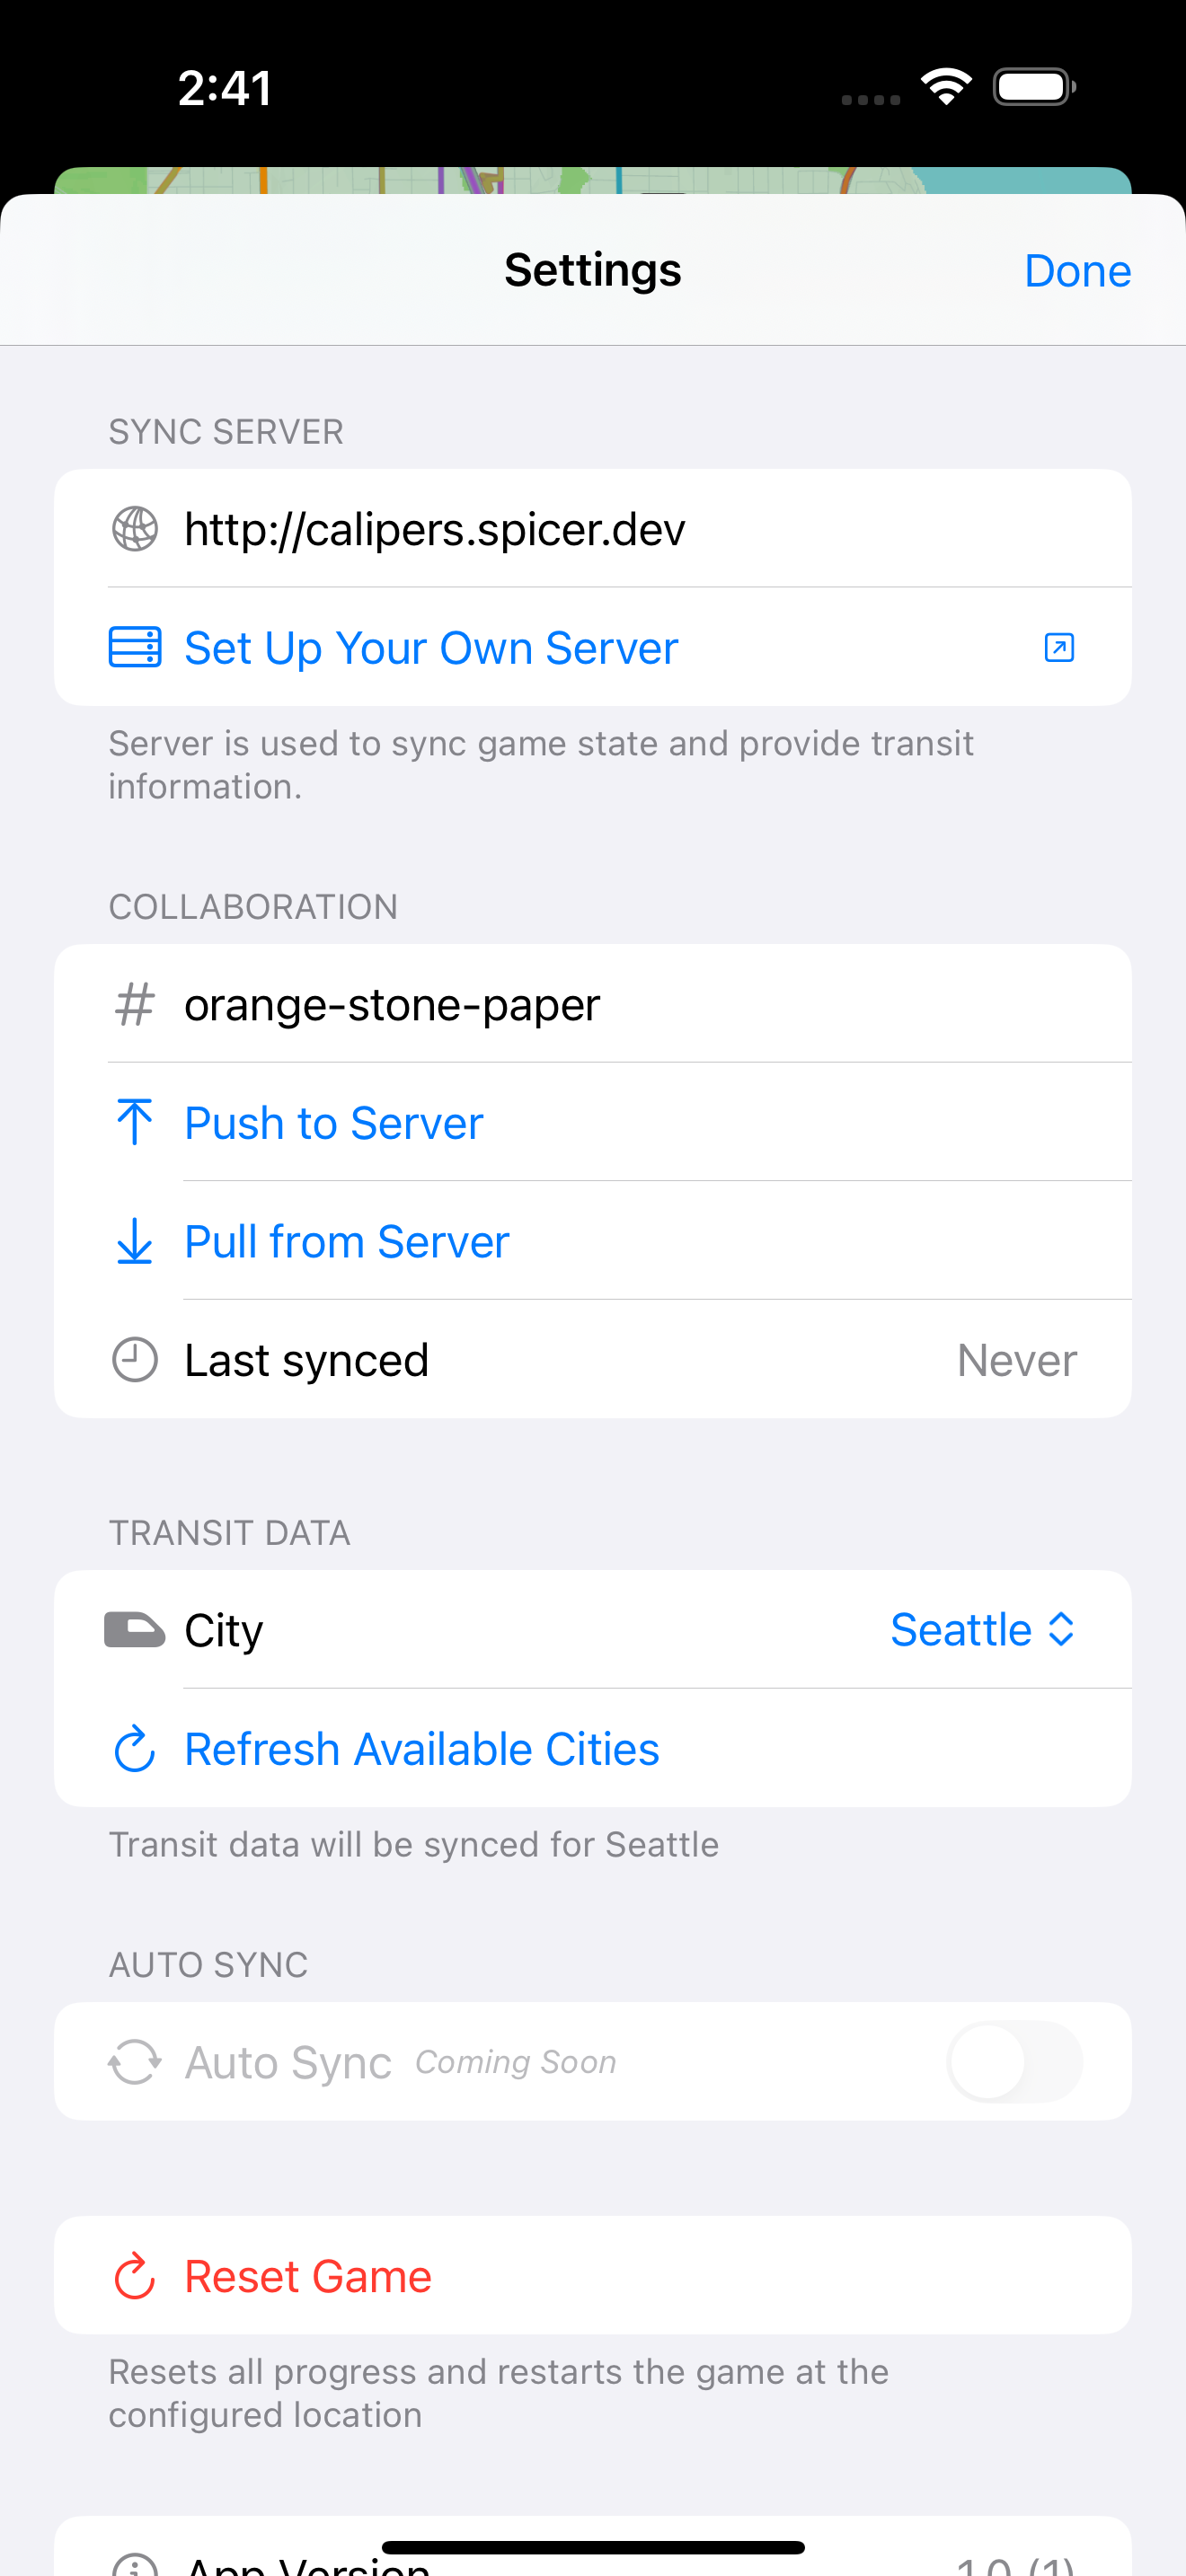 2:41
Settings
Done
SYNC SERVER
http://calipers.spicer.dev
Set Up Your Own Server
Server is used to sync game state and provide transit
information.
COLLABORATION
# orange-stone-paper
Push to Server
Pull from Server
Last synced
Never
TRANSIT DATA
City
Seattle
Refresh Available Cities
Transit data will be synced for Seattle
AUTO SYNC
Auto Sync Coming Soon
Reset Game
Resets all progress and restarts the game at the
configured location
App Version
1.0 (1)